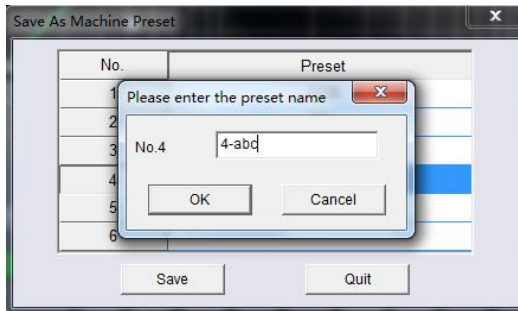 Save As Machine Preset
x
No. Preset
1
Please enter the preset name x
2
No.4 4-abc
3
4
OK Cancel
5
6
Save Quit